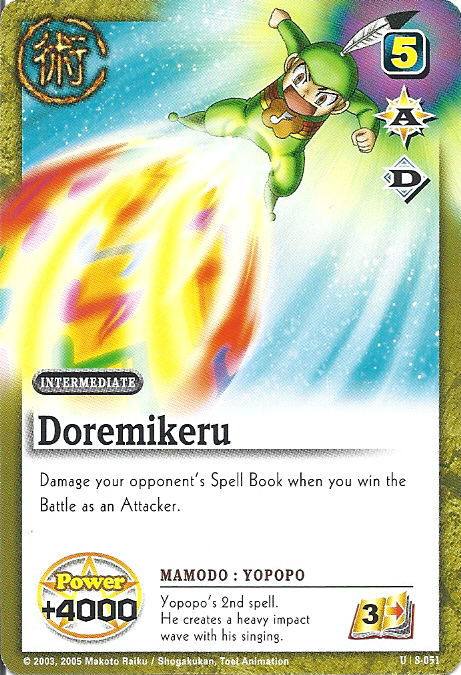 術
5
A
D
INTERMEDIATE
Doremikeru
Damage your opponent's Spell Book when you win the
Battle as an Attacker.
Power
+4000
MAMODO : YOPOPO
Yopopo's 2nd spell.
He creates a heavy impact
wave with his singing.
3
© 2003, 2005 Makoto Raiku / Shogakukan, Toei Animation
U | S-051